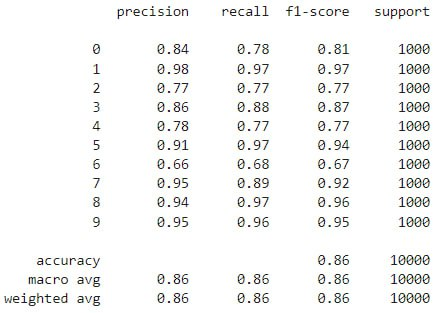 precision recall f1-score support
0 0.84 0.78 0.81 1000
1 0.98 0.97 0.97 1000
2 0.77 0.77 0.77 1000
3 0.86 0.88 0.87 1000
4 0.78 0.77 0.77 1000
5 0.91 0.97 0.94 1000
6 0.66 0.68 0.67 1000
7 0.95 0.89 0.92 1000
8 0.94 0.97 0.96 1000
9 0.95 0.96 0.95 1000
accuracy 0.86 10000
macro avg 0.86 0.86 0.86 10000
weighted avg 0.86 0.86 0.86 10000